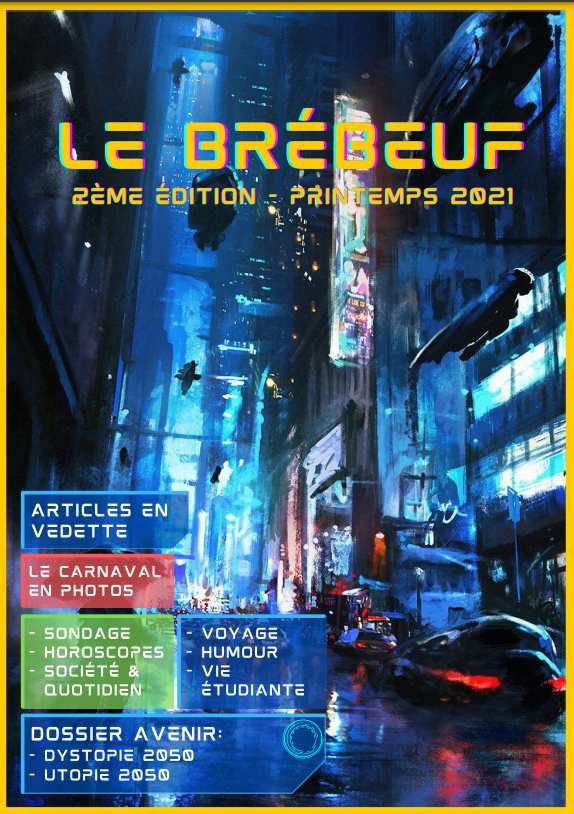 LE BRÉBEUF
2ÈME ÉDITION - PRINTEMPS 2021
ARTICLES EN
VEDETTE
LE CARNAVAL
EN PHOTOS
- SONDAGE
- HOROSCOPES
- SOCIÉTÉ &
QUOTIDIEN
- VOYAGE
- HUMOUR
- VIE
ÉTUDIANTE
DOSSIER AVENIR:
- DYSTOPIE 2050
- UTOPIE 2050